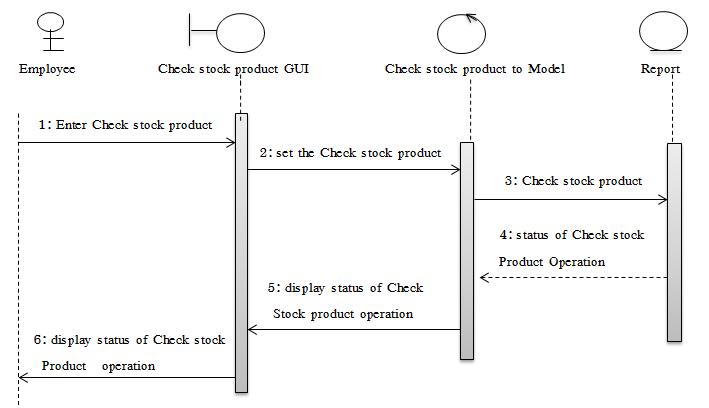 Employee
Check stock product GUI
Check stock product to Model
Report
1: Enter Check stock product
2: set the Check stock product
3: Check stock product
4: status of Check stock
Product Operation
5: display status of Check
Stock product operation
6: display status of Check stock
Product operation